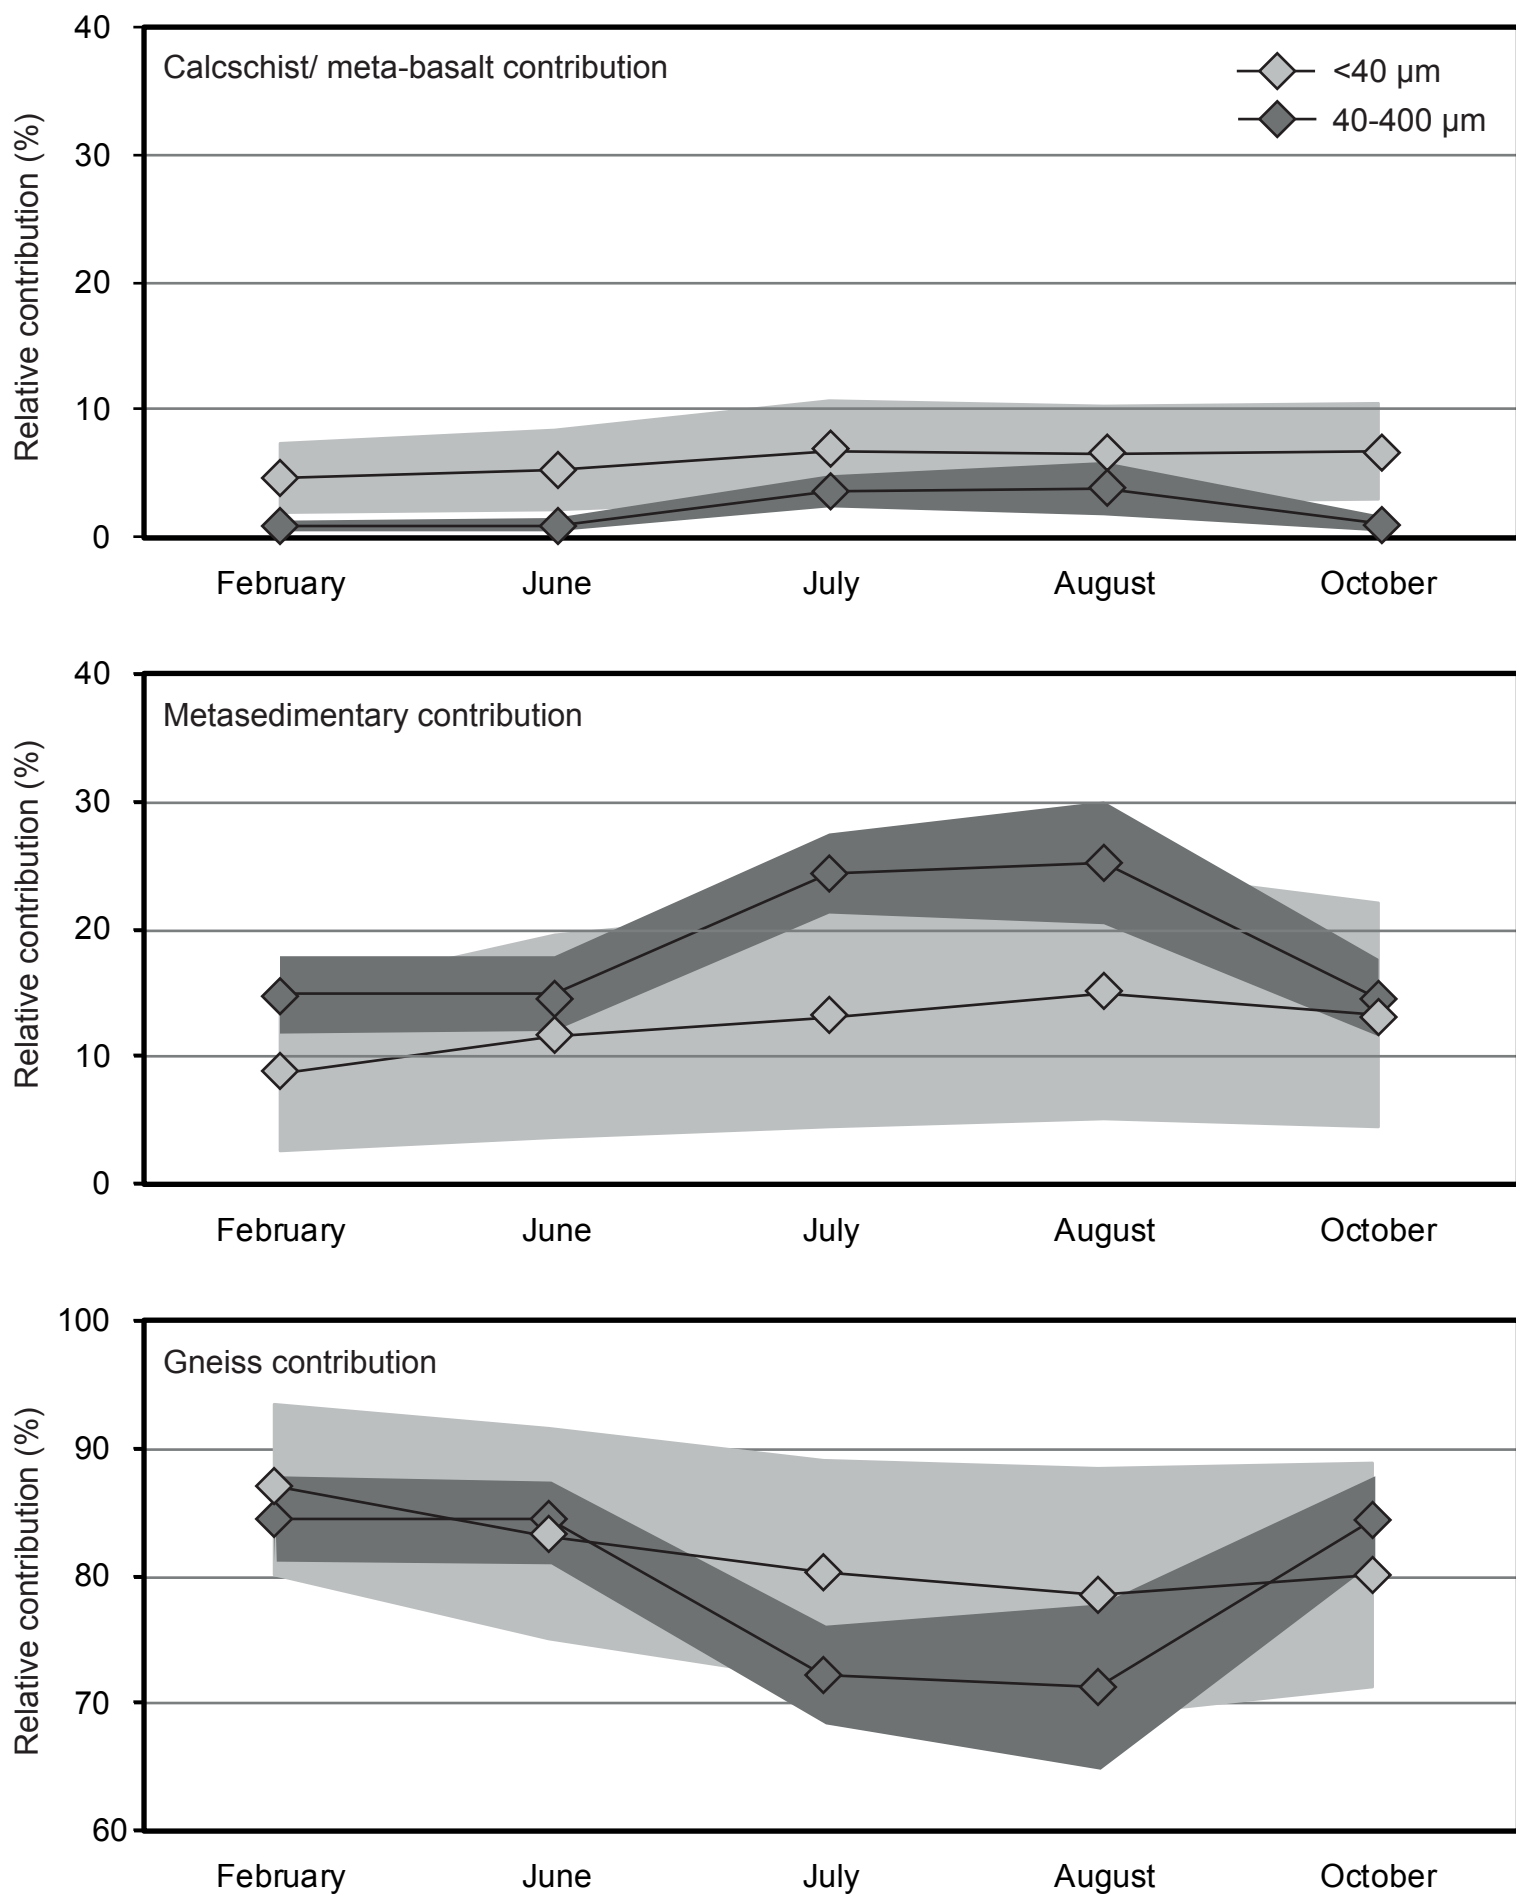 40
Calcschist/ meta-basalt contribution
<40 µm
40-400 µm
30
20
10
0
Relative contribution (%)
February June July August October
40
Metasedimentary contribution
30
20
10
0
Relative contribution (%)
February June July August October
100
Gneiss contribution
90
80
70
60
Relative contribution (%)
February June July August October